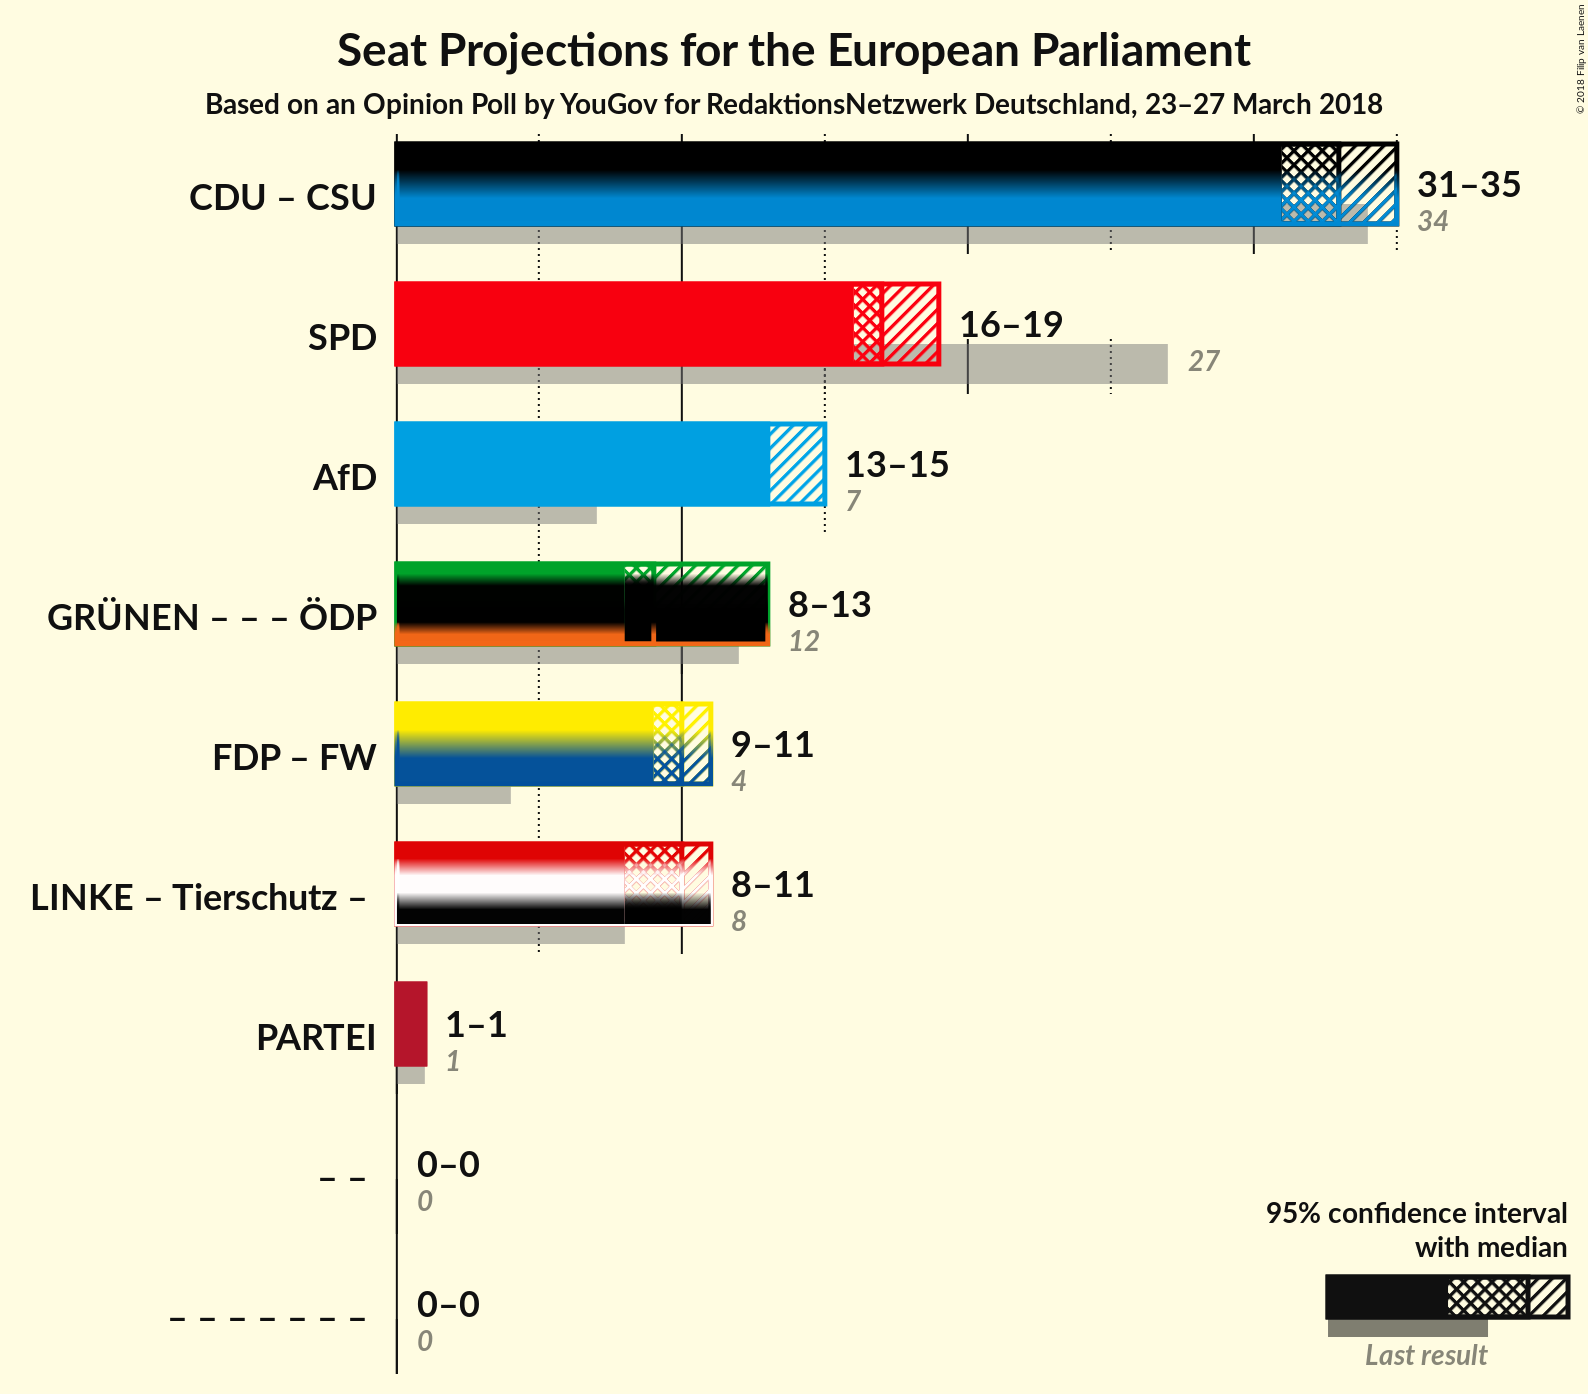 Seat Projections for the European Parliament
Based on an Opinion Poll by YouGov for RedaktionsNetzwerk Deutschland, 23–27 March 2018
© 2018 Filip van Laenen
CDU – CSU
31–35
34
SPD
16–19
27
AfD
13–15
7
GRÜNEN – – – ÖDP
8–13
12
FDP – FW
9–11
4
LINKE – Tierschutz –
8–11
8
PARTEI
1–1
1
– –
0–0
0
– – – – – – –
0–0
0
95% confidence interval
with median
Last result